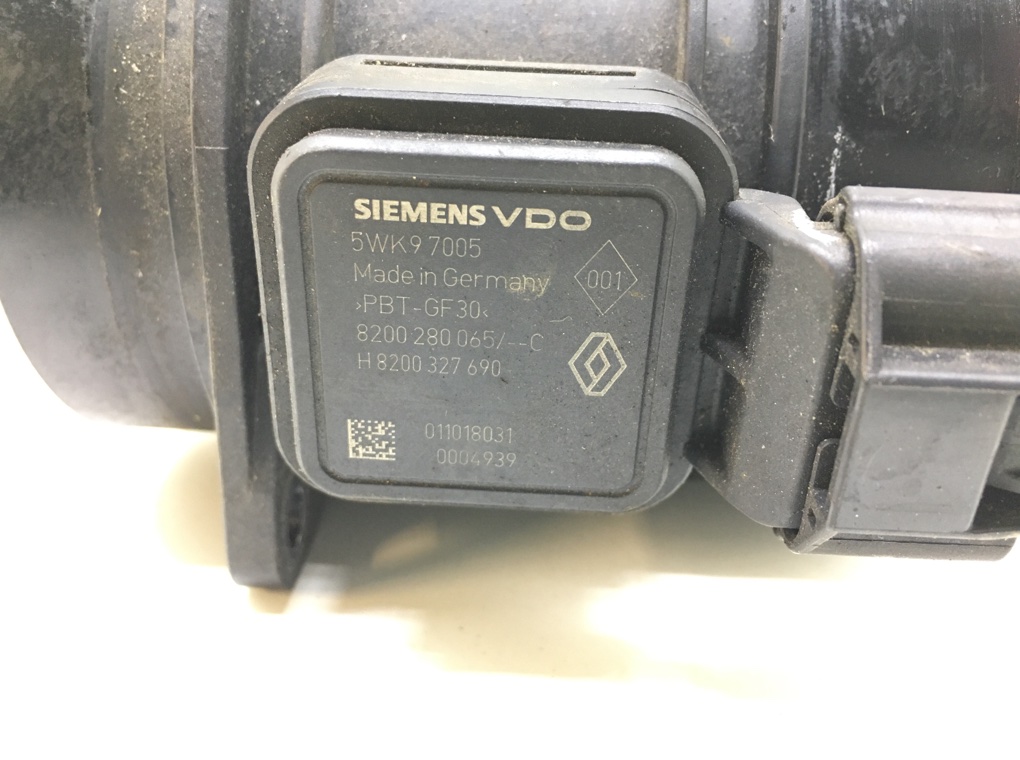 SIEMENS VDO
5WK9 7005
Made in Germany
001
>PBT-GF30<
8200 280 065/--C
H 8200 327 690
011018031
0004939